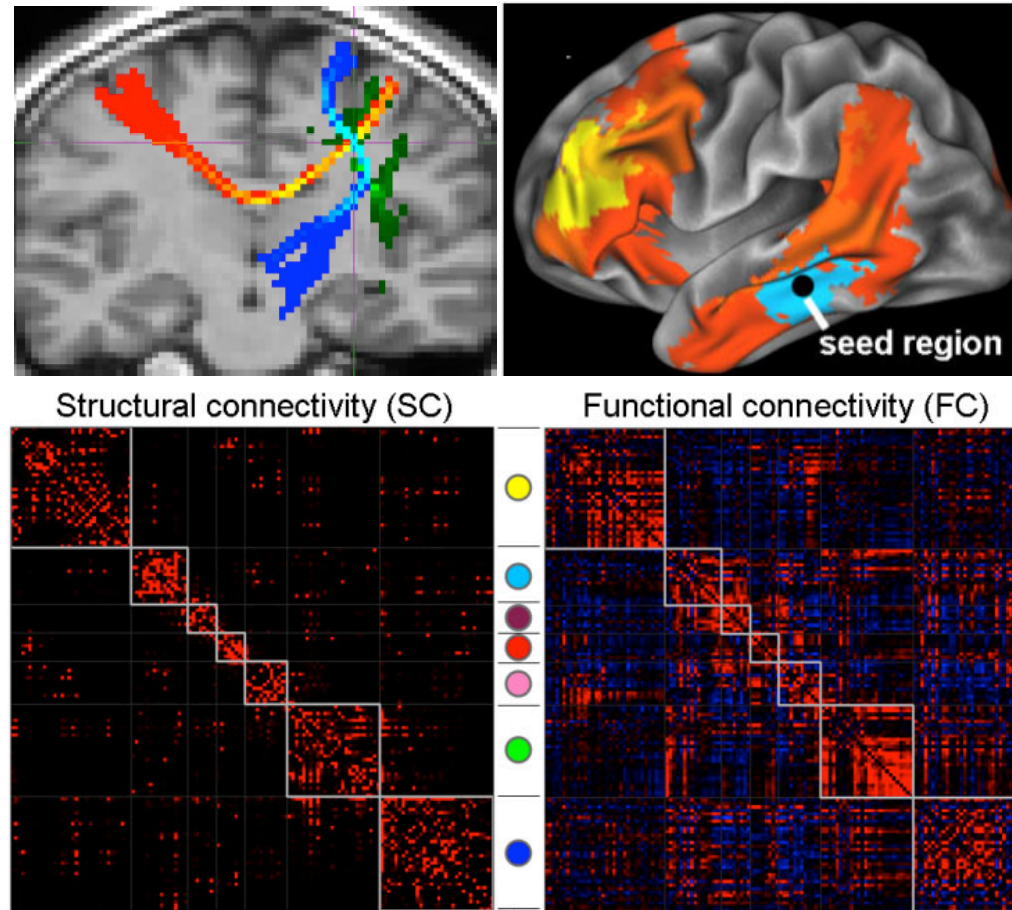 seed region
Structural connectivity (SC)
Functional connectivity (FC)